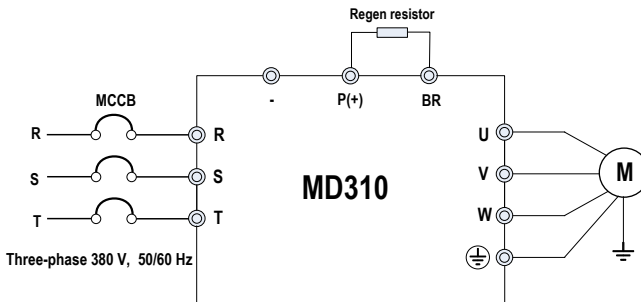 Regen resistor
- P(+) BR
MCCB
R R U
S S V
MD310
M
T T W
Three-phase 380 V, 50/60 Hz